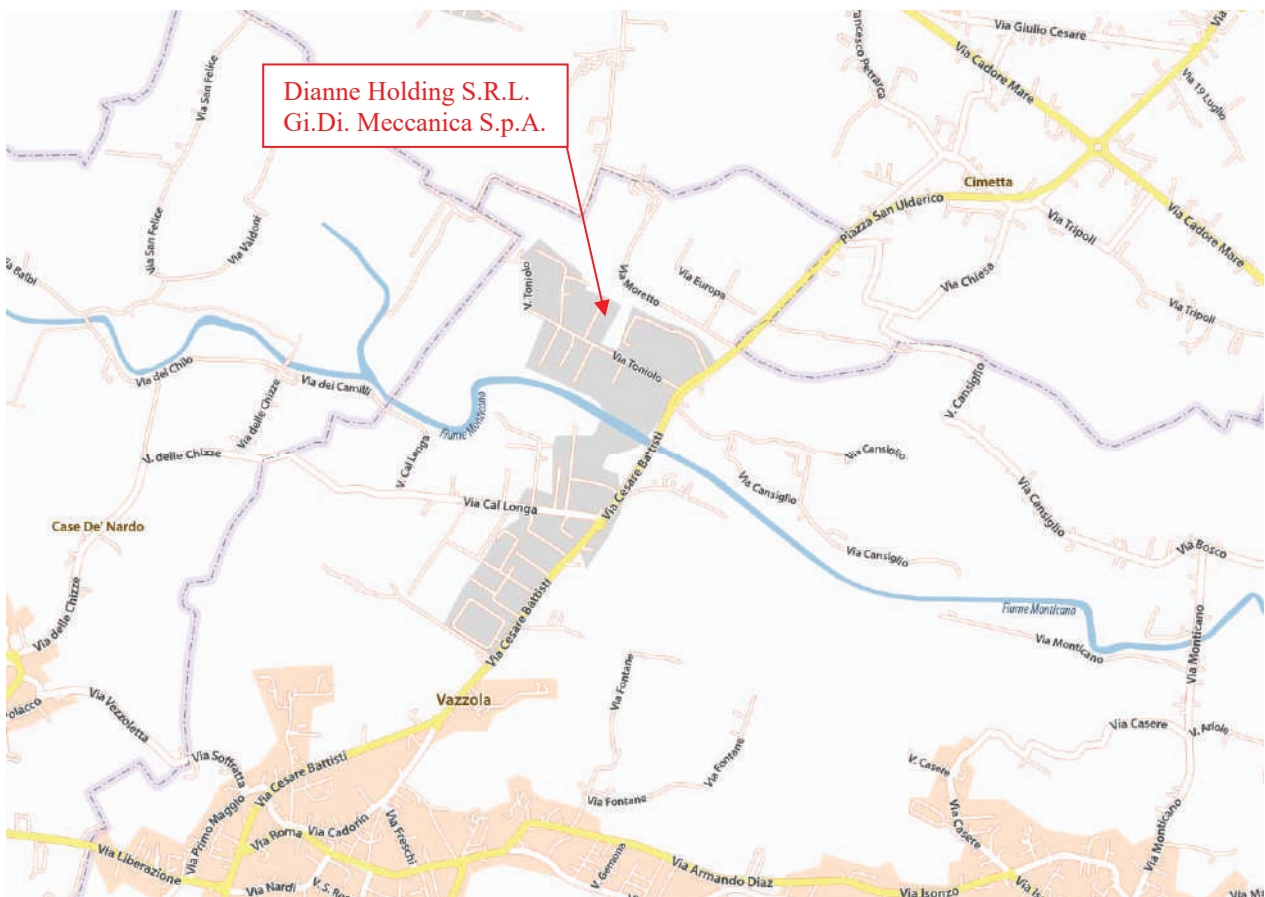 Via Giulio Cesare
Via San Felice
Via Cadore Mare
Via 19 Luglio
Dianne Holding S.R.L.
Gi.Di. Meccanica S.p.A.
Cimetta
Piazza San Ulderico
Via Tripoli
Via Cadore Mare
Via San Felice
Via Valdoni
V. Toniolo
Via Moretto
Via Europa
Via Chiesa
Via Tripoli
Via Toniolo
Via dei Camilli
Via delle Chizze
Fiume Monticano
V. Cansiglio
V. delle Chizze
V. Cal Longa
Via Cesare Battisti
Via Cansiglio
Via Cal Longa
Via Cansiglio
Case De' Nardo
Via Cansiglio
Via Bosco
Via delle Chizze
Via Cesare Battisti
Fiume Monticano
Via Monticano
Via Monticano
Vazzola
Via Fontane
Via Vezzoletta
Via Casere
V. Ariole
Via Soffratta
Via Cesare Battisti
Via Fontane
V. Casere
Via Fontane
Via Primo Maggio
Via Roma
Via Cadorin
Via Freschi
Via Casere
Via Monticano
Via Liberazione
Via Nardi
V. Gemona
Via Armando Diaz
Via Isonzo